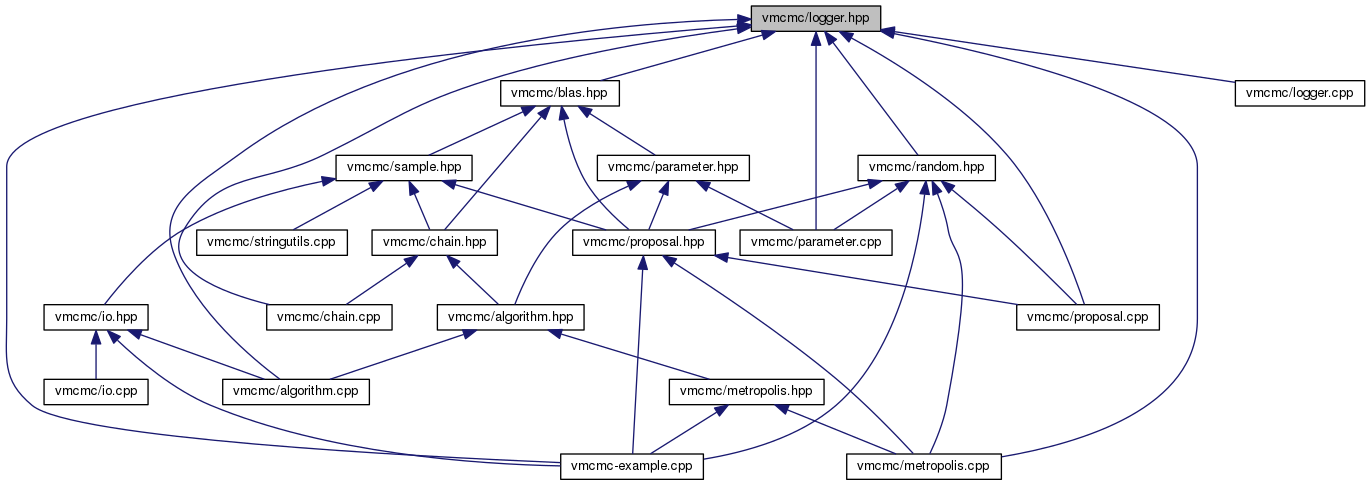 vmcmc/logger.hpp
vmcmc/blas.hpp
vmcmc/logger.cpp
vmcmc/sample.hpp
vmcmc/parameter.hpp
vmcmc/random.hpp
vmcmc/stringutils.cpp
vmcmc/chain.hpp
vmcmc/proposal.hpp
vmcmc/parameter.cpp
vmcmc/io.hpp
vmcmc/chain.cpp
vmcmc/algorithm.hpp
vmcmc/proposal.cpp
vmcmc/io.cpp
vmcmc/algorithm.cpp
vmcmc/metropolis.hpp
vmcmc-example.cpp
vmcmc/metropolis.cpp